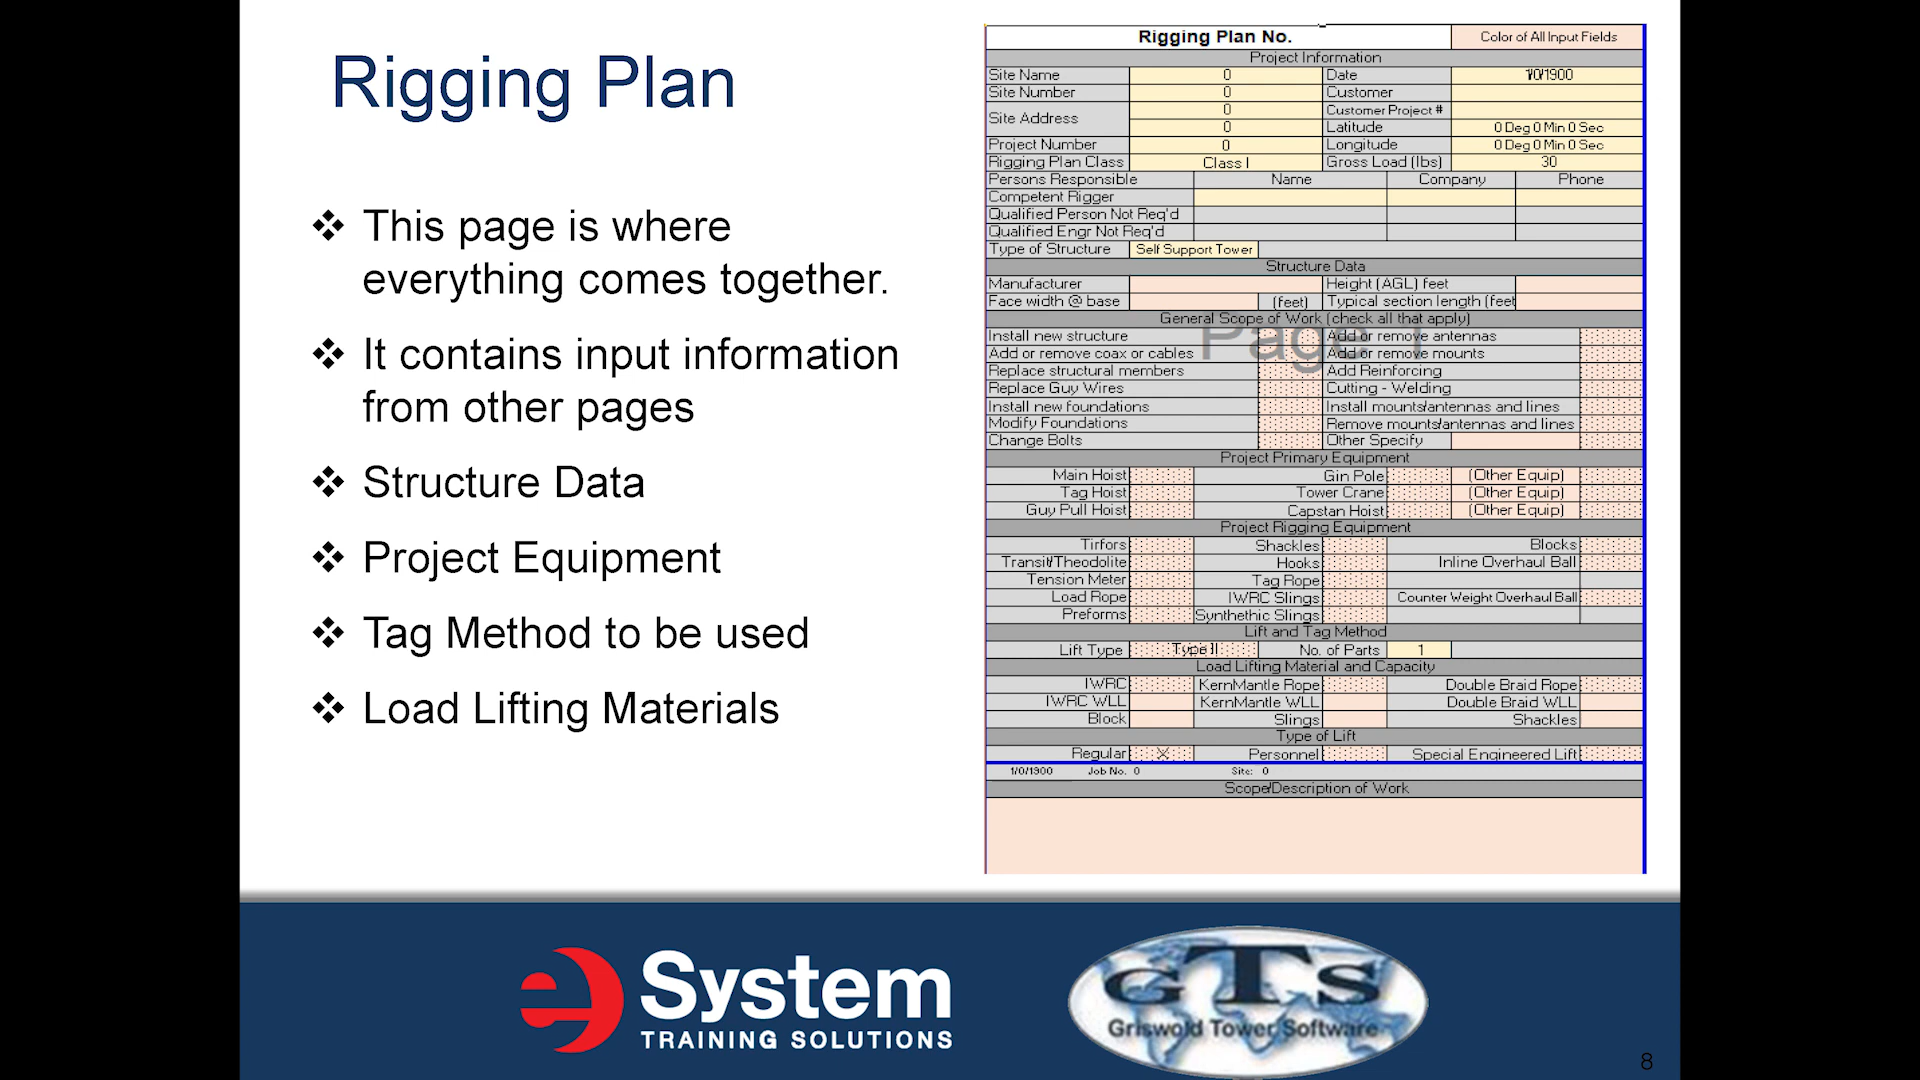 Rigging Plan
❖ This page is where
everything comes together.
❖ It contains input information
from other pages
❖ Structure Data
❖ Project Equipment
❖ Tag Method to be used
❖ Load Lifting Materials
Rigging Plan No. Color of All Input Fields
Project Information
Site Name 0 Date 1/0/1900
Site Number 0 Customer
Site Address 0 Customer Project #
0 Latitude 0 Deg 0 Min 0 Sec
Project Number 0 Longitude 0 Deg 0 Min 0 Sec
Rigging Plan Class Class I Gross Load (lbs) 30
Persons Responsible Name Company Phone
Competent Rigger
Qualified Person Not Req'd
Qualified Engr Not Req'd
Type of Structure Self Support Tower
Structure Data
Manufacturer Height (AGL) feet
Face width @ base (feet) Typical section length (feet
General Scope of Work (check all that apply)
Page 1
Install new structure Add or remove antennas
Add or remove coax or cables Add or remove mounts
Replace structural members Add Reinforcing
Replace Guy Wires Cutting - Welding
Install new foundations Install mounts/antennas and lines
Modify Foundations Remove mounts/antennas and lines
Change Bolts Other Specify
Project Primary Equipment
Main Hoist Gin Pole (Other Equip)
Tag Hoist Tower Crane (Other Equip)
Guy Pull Hoist Capstan Hoist (Other Equip)
Project Rigging Equipment
Tirfors Shackles Blocks
Transit/Theodolite Hooks Inline Overhaul Ball
Tension Meter Tag Rope
Load Rope IWRC Slings Counter Weight Overhaul Ball
Preforms Synthethic Slings
Lift and Tag Method
Lift Type Type II No. of Parts 1
Load Lifting Material and Capacity
IWRC KernMantle Rope Double Braid Rope
IWRC WLL KernMantle WLL Double Braid WLL
Block Slings Shackles
Type of Lift
Regular X Personnel Special Engineered Lift
1/0/1900 Job No. 0 Site: 0
Scope/Description of Work
e System
TRAINING SOLUTIONS
GTS
Griswold Tower Software
8